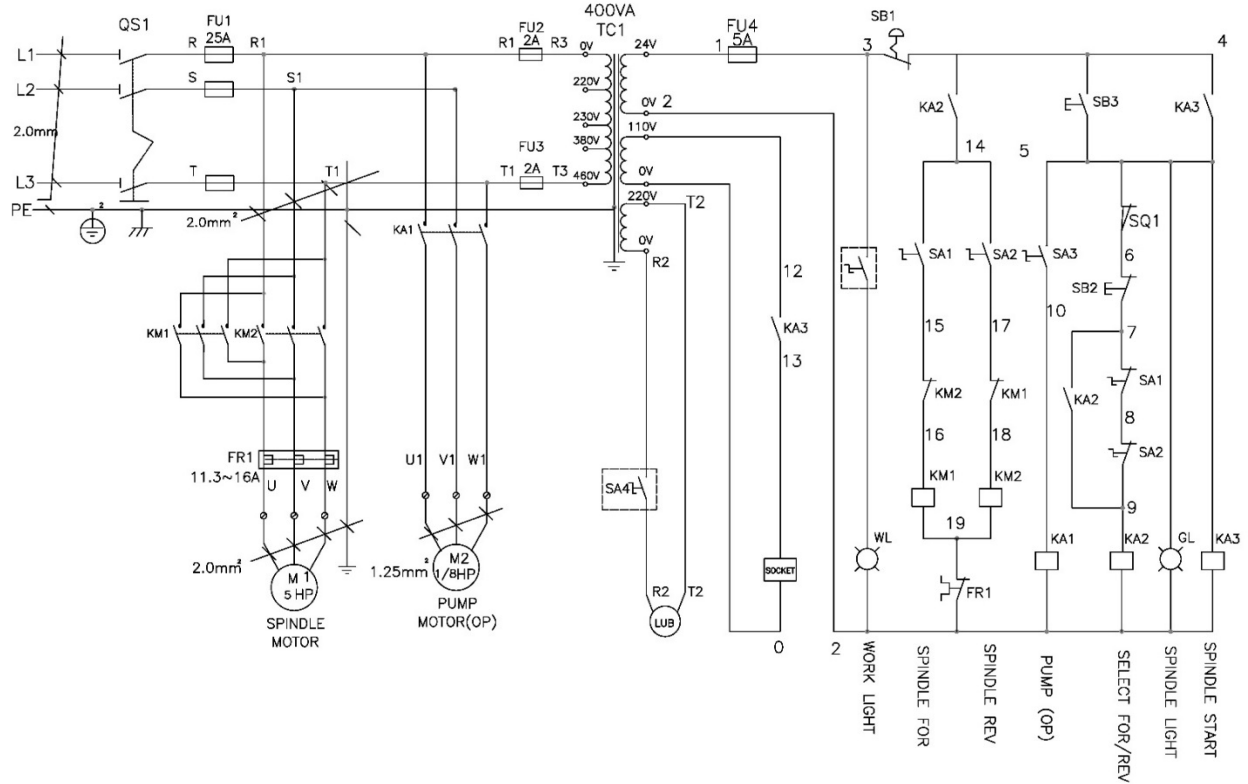 400VA
TC1
QS1
FU1
25A
FU2
2A
FU4
5A
SB1
L1
R
R1
R1
R3
0V
24V
1
3
4
L2
S
S1
220V
0V
2
KA2
SB3
KA3
2.0mm
230V
110V
380V
FU3
14
5
L3
T
T1
T1
2A
T3
460V
0V
PE
2
2.0mm²
220V
T2
KA1
0V
R2
SQ1
12
SA1
SA2
SA3
6
SB2
10
KM1
KM2
KA3
15
17
7
13
SA1
KM2
KM1
KA2
8
16
18
SA2
FR1
11.3~16A
U1
V1
W1
U
V
W
SA4
KM1
KM2
9
19
WL
KA1
KA2
GL
KA3
2.0mm²
M 1
5 HP
1.25mm²
M2
1/8HP
SOCKET
FR1
R2
T2
SPINDLE
MOTOR
PUMP
MOTOR(OP)
LUB
0
2
WORK LIGHT
SPINDLE FOR
SPINDLE REV
PUMP (OP)
SELECT FOR/REV
SPINDLE LIGHT
SPINDLE START